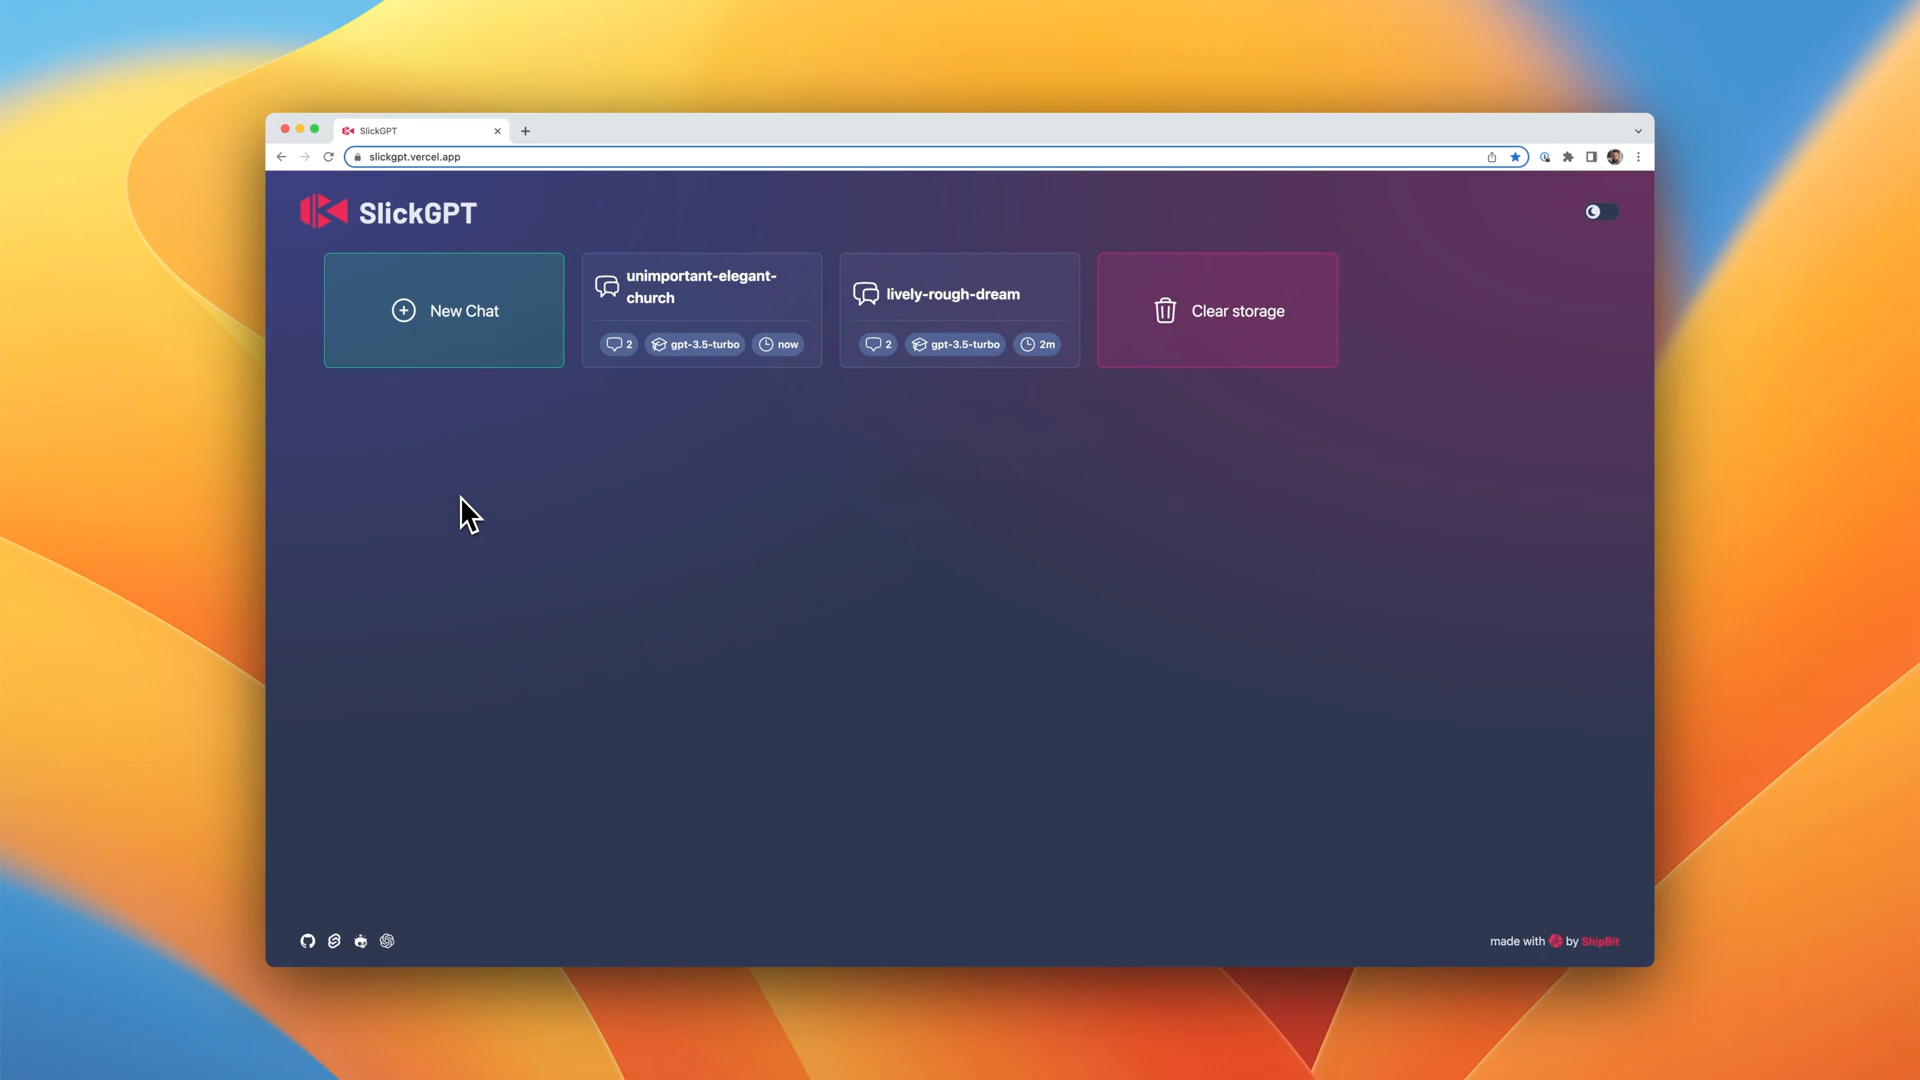 SlickGPT
slickgpt.vercel.app
SlickGPT
New Chat
unimportant-elegant-
church
2 gpt-3.5-turbo now
lively-rough-dream
2 gpt-3.5-turbo 2m
Clear storage
made with by ShipBit